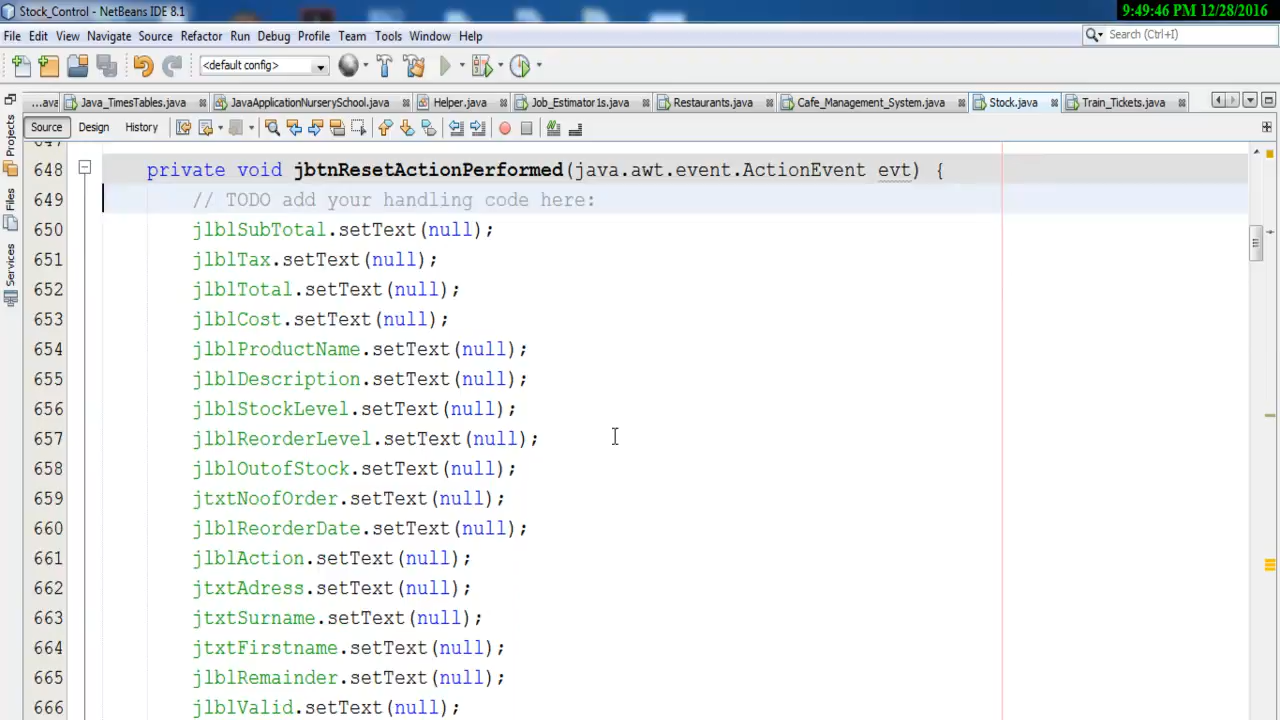 Stock_Control - NetBeans IDE 8.1
9:49:46 PM 12/28/2016
File Edit View Navigate Source Refactor Run Debug Profile Team Tools Window Help
Search (Ctrl+I)
<default config>
...ava Java_TimesTables.java JavaApplicationNurserySchool.java Helper.java Job_Estimator1s.java Restaurants.java Cafe_Management_System.java Stock.java Train_Tickets.java
Source Design History
Projects
Files
Services
648 private void jbtnResetActionPerformed(java.awt.event.ActionEvent evt) {
649 // TODO add your handling code here:
650 jlblSubTotal.setText(null);
651 jlblTax.setText(null);
652 jlblTotal.setText(null);
653 jlblCost.setText(null);
654 jlblProductName.setText(null);
655 jlblDescription.setText(null);
656 jlblStockLevel.setText(null);
657 jlblReorderLevel.setText(null);
658 jlblOutofStock.setText(null);
659 jtxtNoofOrder.setText(null);
660 jlblReorderDate.setText(null);
661 jlblAction.setText(null);
662 jtxtAdress.setText(null);
663 jtxtSurname.setText(null);
664 jtxtFirstname.setText(null);
665 jlblRemainder.setText(null);
666 jlblValid.setText(null);